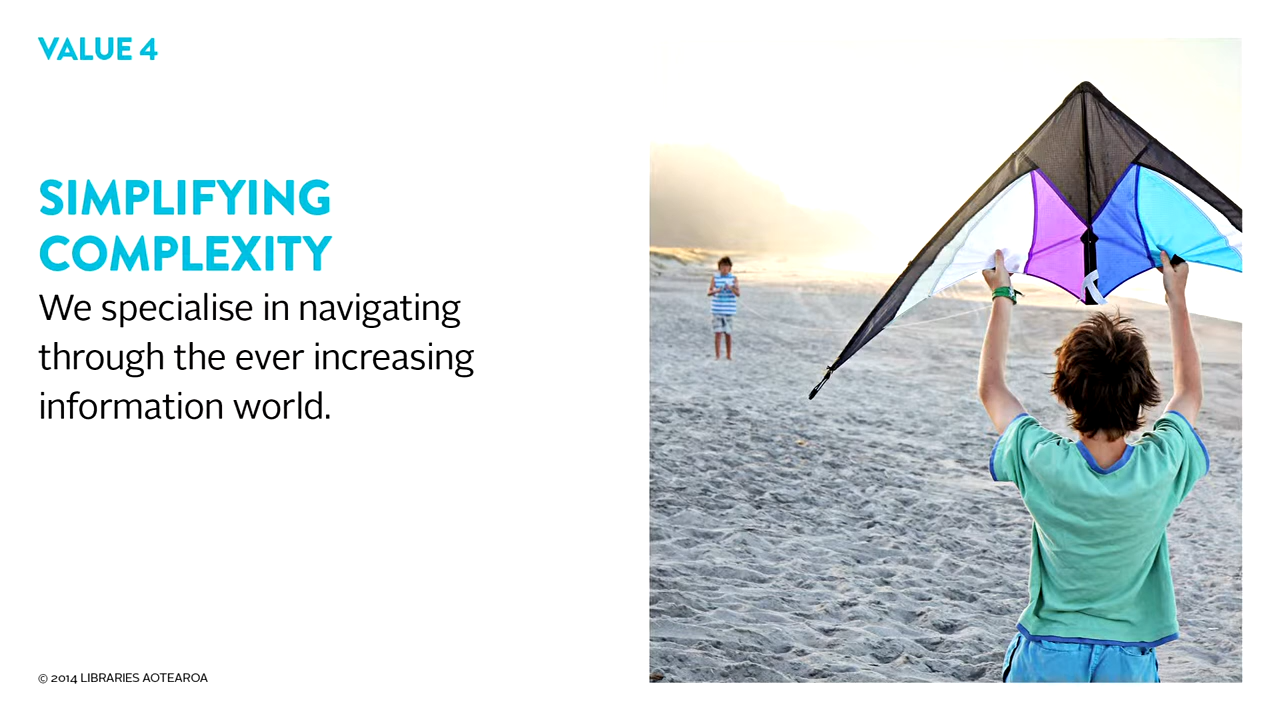 VALUE 4
SIMPLIFYING
COMPLEXITY
We specialise in navigating
through the ever increasing
information world.
© 2014 LIBRARIES AOTEAROA